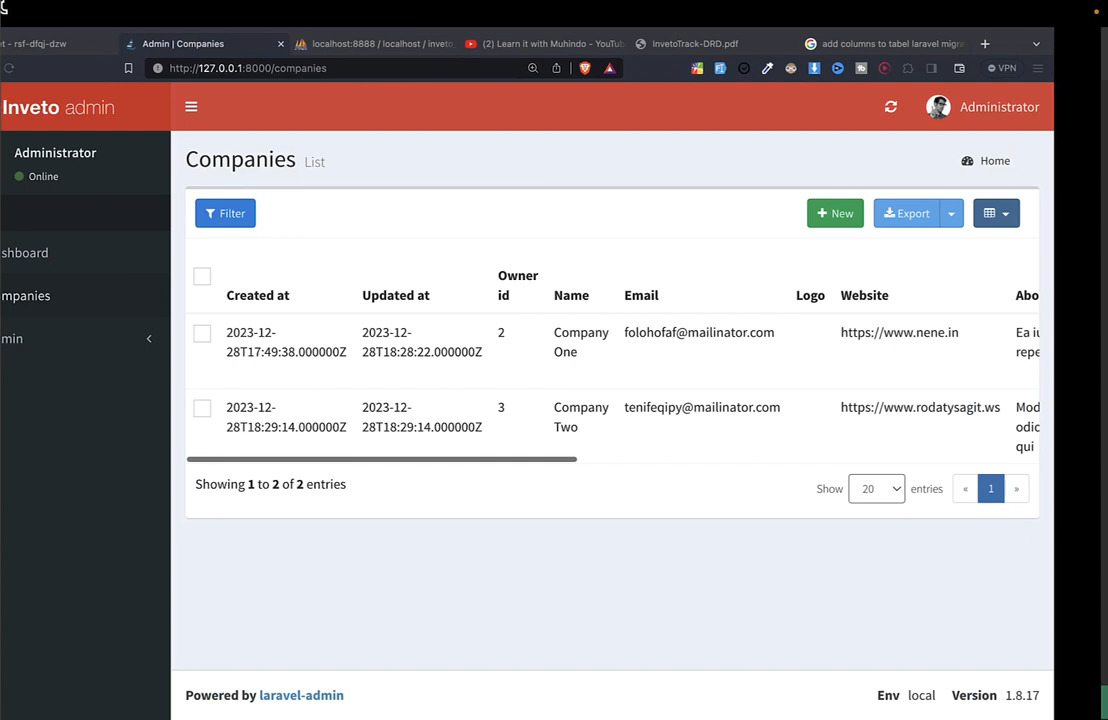 t - rsf-dfqj-dzw
Admin | Companies
localhost:8888 / localhost / inveto
(2) Learn it with Muhindo - YouTu
InvetoTrack-DRD.pdf
add columns to tabel laravel migra
http://127.0.0.1:8000/companies
VPN
Inveto admin
Administrator
Administrator
Online
Companies List
Home
shboard
mpanies
min
Filter
New
Export
Created at Updated at Owner id Name Email Logo Website Abo
2023-12-28T17:49:38.000000Z 2023-12-28T18:28:22.000000Z 2 Company One folohofaf@mailinator.com https://www.nene.in Ea iu repe
2023-12-28T18:29:14.000000Z 2023-12-28T18:29:14.000000Z 3 Company Two tenifeqipy@mailinator.com https://www.rodatysagit.ws Mod odic qui
Showing 1 to 2 of 2 entries
Show 20 entries « 1 »
Powered by laravel-admin
Env local Version 1.8.17